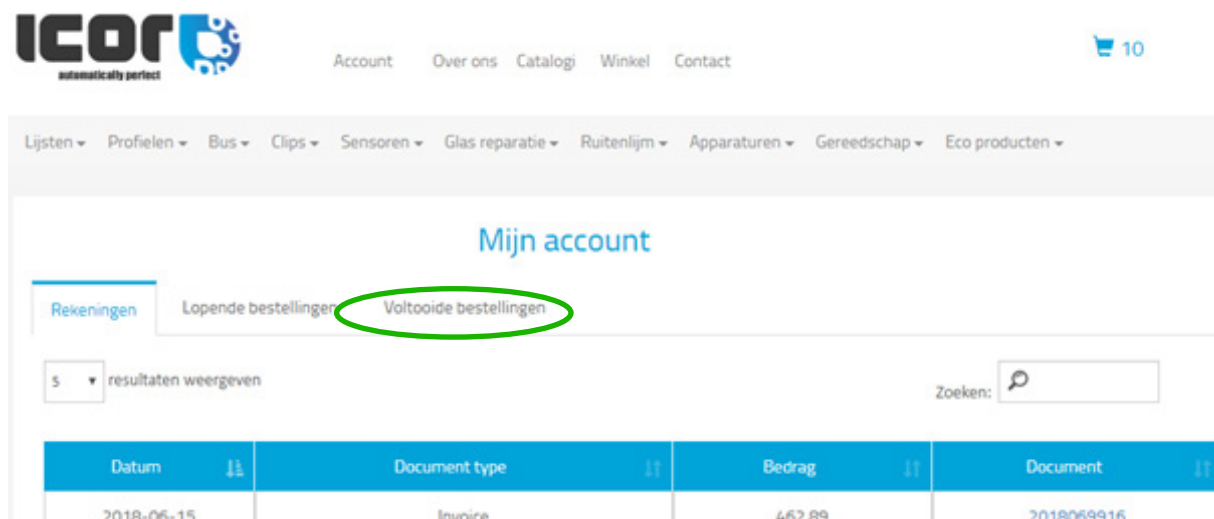 ICOR
automatically perfect
Account Over ons Catalogi Winkel Contact 10
Lijsten Profielen Bus Clips Sensoren Glas reparatie Ruitenlijm Apparaturen Gereedschap Eco producten
Mijn account
Rekeningen Lopende bestellingen Voltooide bestellingen
5 resultaten weergeven Zoeken:
Datum Document type Bedrag Document
2018-06-15 Invoice 462.89 2018069916